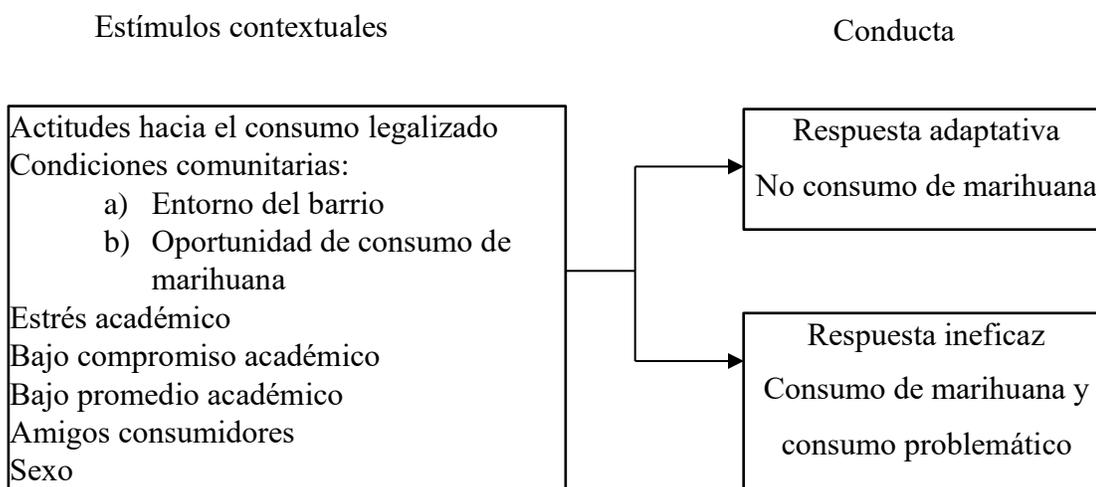 Estímulos contextuales
Conducta
Actitudes hacia el consumo legalizado
Condiciones comunitarias:
a) Entorno del barrio
b) Oportunidad de consumo de
marihuana
Estrés académico
Bajo compromiso académico
Bajo promedio académico
Amigos consumidores
Sexo
Respuesta adaptativa
No consumo de marihuana
Respuesta ineficaz
Consumo de marihuana y
consumo problemático